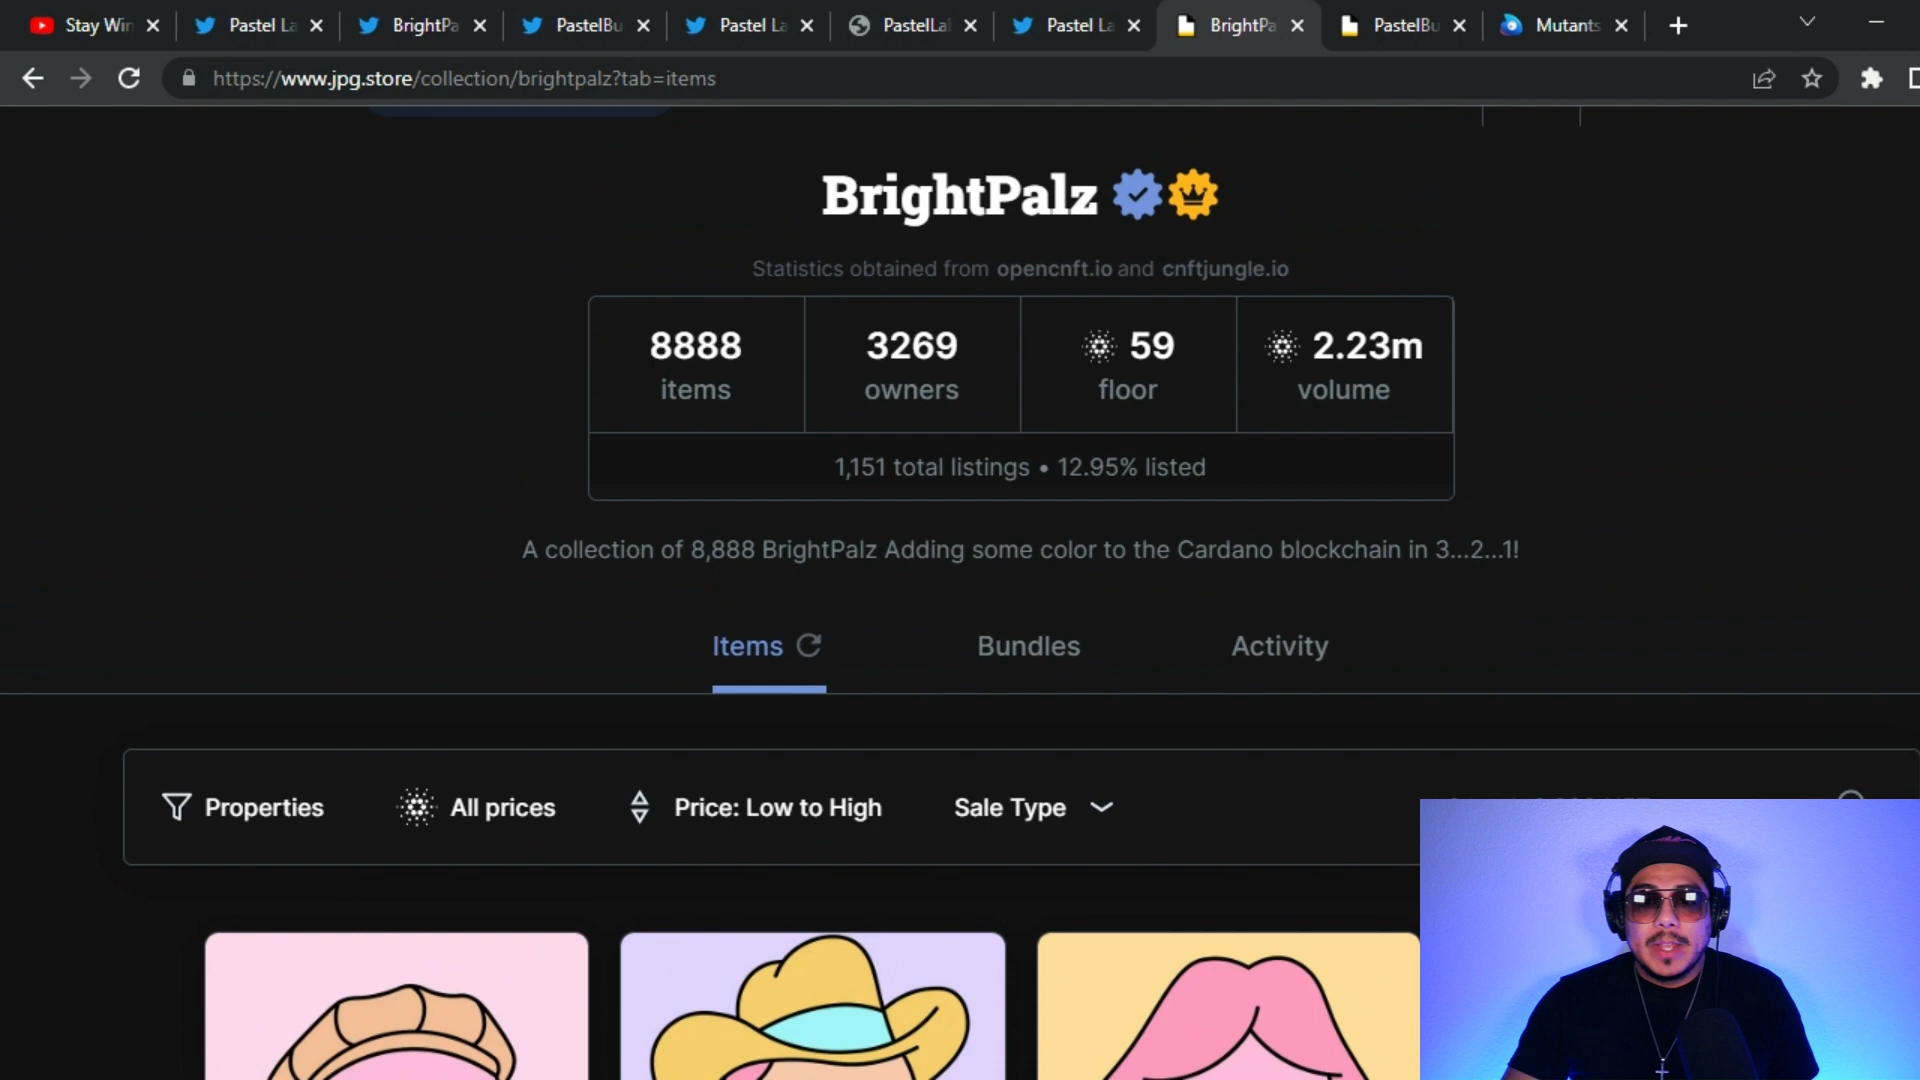 Stay Win
Pastel La
BrightPa
PastelBu
Pastel La
PastelLal
Pastel La
BrightPa
PastelBu
Mutants
https://www.jpg.store/collection/brightpalz?tab=items
BrightPalz
Statistics obtained from opencnft.io and cnftjungle.io
8888
items
3269
owners
59
floor
2.23m
volume
1,151 total listings • 12.95% listed
A collection of 8,888 BrightPalz Adding some color to the Cardano blockchain in 3...2...1!
Items
Bundles
Activity
Properties
All prices
Price: Low to High
Sale Type